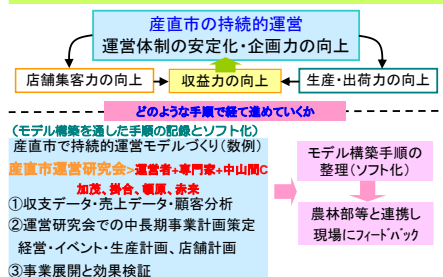 産直市の持続的運営
運営体制の安定化・企画力の向上
店舗集客力の向上
収益力の向上
生産・出荷力の向上
どのような手順で経て進めていくか
(モデル構築を通した手順の記録とソフト化)
産直市で持続的運営モデルづくり(数例)
産直市運営研究会>運営者+専門家+中山間C
加茂、掛合、頓原、赤来
①収支データ・売上データ・顧客分析
②運営研究会での中長期事業計画策定
経営・イベント・生産計画、店舗計画
③事業展開と効果検証
モデル構築手順の
整理(ソフト化)
農林部等と連携し
現場にフィードバック